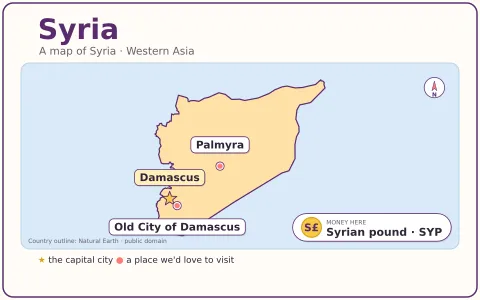 Syria
A map of Syria · Western Asia
N
Palmyra
Damascus
Old City of Damascus
S£
MONEY HERE
Syrian pound · SYP
Country outline: Natural Earth · public domain
★ the capital city ● a place we'd love to visit